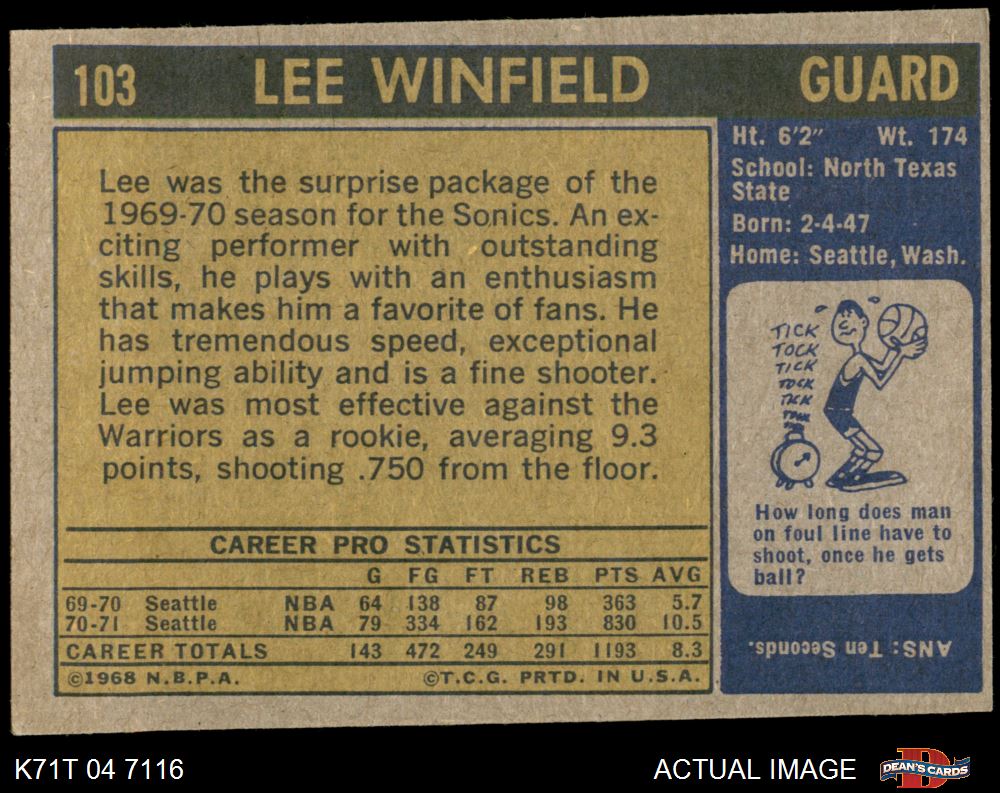 103 LEE WINFIELD GUARD
Lee was the surprise package of the
1969-70 season for the Sonics. An ex-
citing performer with outstanding
skills, he plays with an enthusiasm
that makes him a favorite of fans. He
has tremendous speed, exceptional
jumping ability and is a fine shooter.
Lee was most effective against the
Warriors as a rookie, averaging 9.3
points, shooting .750 from the floor.
CAREER PRO STATISTICS
G FG FT REB PTS AVG
69-70 Seattle NBA 64 138 87 98 363 5.7
70-71 Seattle NBA 79 334 162 193 830 10.5
CAREER TOTALS 143 472 249 291 1193 8.3
©1968 N.B.P.A. ©T.C.G. PRTD. IN U.S.A.
Ht. 6'2" Wt. 174
School: North Texas
State
Born: 2-4-47
Home: Seattle, Wash.
TICK
TOCK
TICK
TOCK
TICK
TOCK
How long does man
on foul line have to
shoot, once he gets
ball?
ANS: Ten Seconds.
K71T 04 7116 ACTUAL IMAGE DEAN'S CARDS